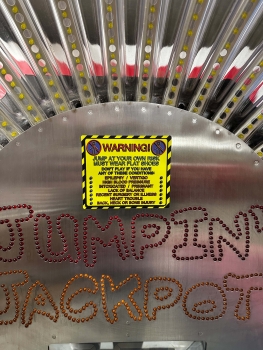 WARNING!
JUMP AT YOUR OWN RISK
MUST WEAR FLAT SHOES
DON'T PLAY IF YOU HAVE
ANY OF THESE CONDITIONS:
EPILEPSY / VERTIGO
HIGH BLOOD PRESSURE
INTOXICATED / PREGNANT
LACK OF BALANCE
RECENT SURGERY OR ILLNESS
HEART TROUBLE
BACK, NECK OR BONE INJURY
JUMPIN'
JACKPOT